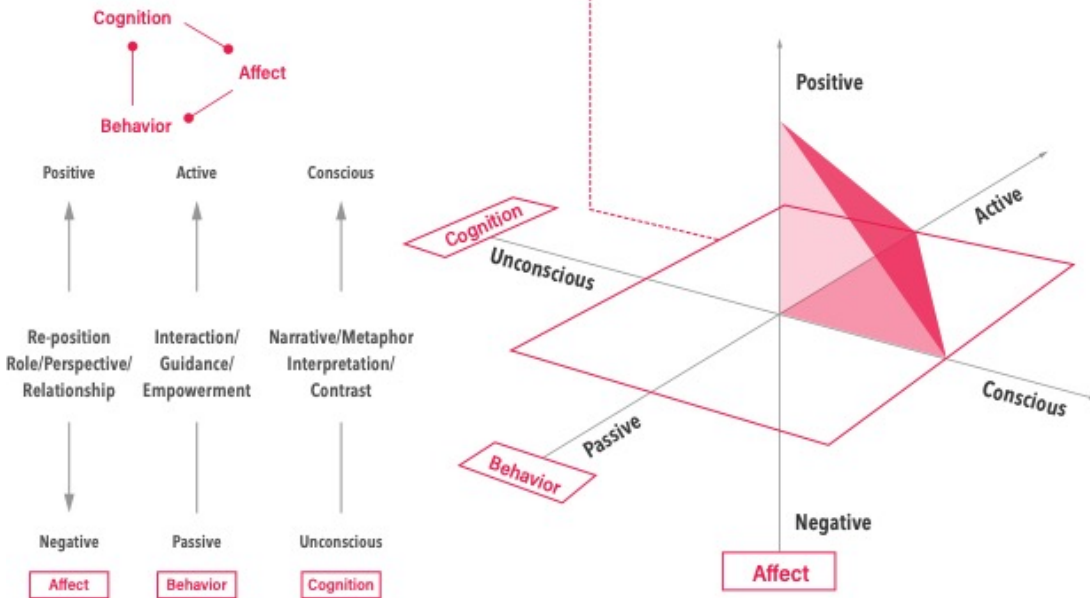 Cognition
Affect
Behavior
Positive
Active
Conscious
Re-position
Role/Perspective/
Relationship
Interaction/
Guidance/
Empowerment
Narrative/Metaphor
Interpretation/
Contrast
Negative
Passive
Unconscious
Affect
Behavior
Cognition
Positive
Active
Cognition
Unconscious
Conscious
Passive
Behavior
Negative
Affect